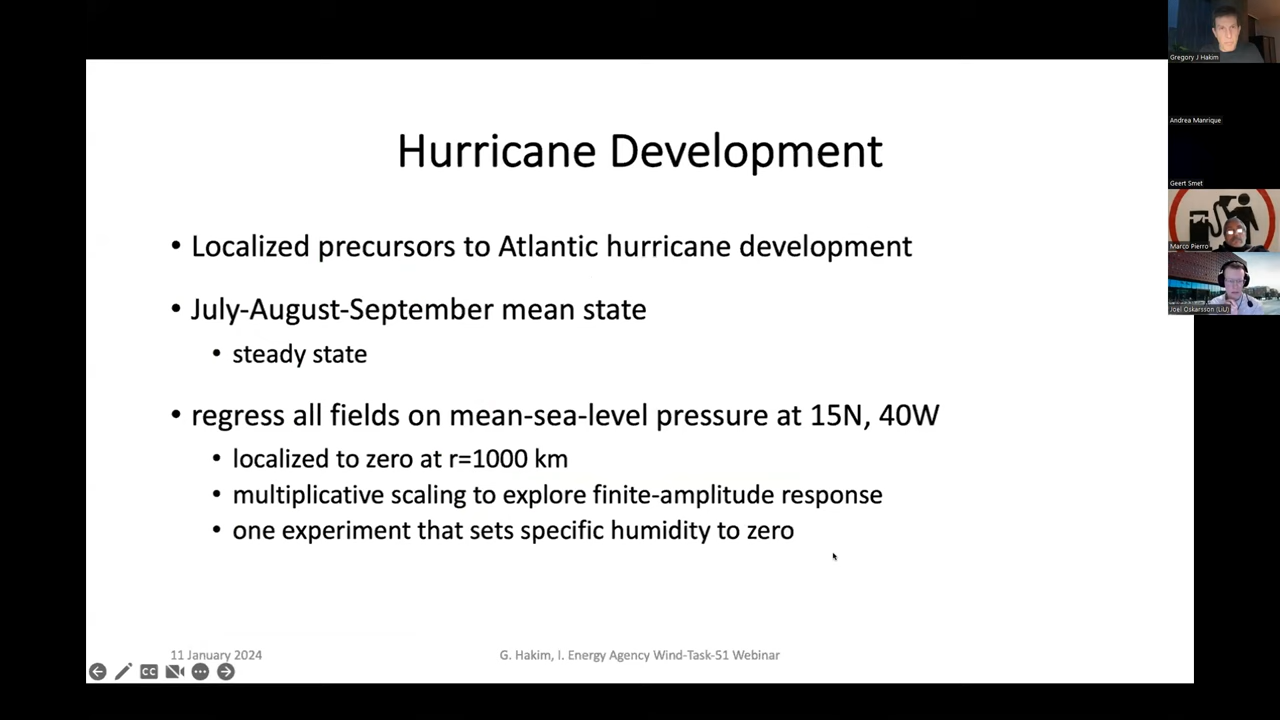 Hurricane Development
• Localized precursors to Atlantic hurricane development
• July-August-September mean state
• steady state
• regress all fields on mean-sea-level pressure at 15N, 40W
• localized to zero at r=1000 km
• multiplicative scaling to explore finite-amplitude response
• one experiment that sets specific humidity to zero
11 January 2024
G. Hakim, I. Energy Agency Wind-Task-51 Webinar
CC
Gregory J Hakim
Andrea Manrique
Geert Smet
Marco Pierro
Joel Oskarsson (LiU)